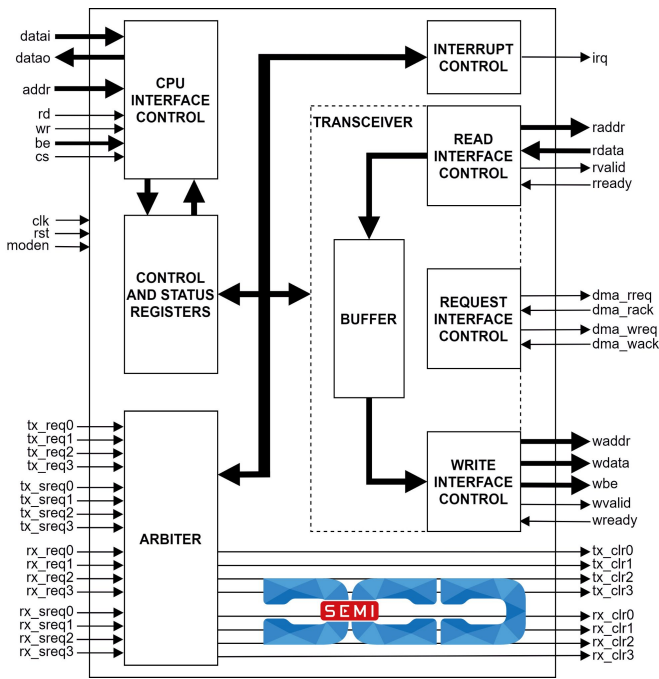 datai
datao
addr
rd
wr
be
cs
CPU
INTERFACE
CONTROL
INTERRUPT
CONTROL
irq
TRANSCEIVER
READ
INTERFACE
CONTROL
raddr
rdata
rvalid
rready
clk
rst
moden
CONTROL
AND STATUS
REGISTERS
BUFFER
REQUEST
INTERFACE
CONTROL
dma_rreq
dma_rack
dma_wreq
dma_wack
WRITE
INTERFACE
CONTROL
waddr
wdata
wbe
wvalid
wready
tx_req0
tx_req1
tx_req2
tx_req3
tx_sreq0
tx_sreq1
tx_sreq2
tx_sreq3
rx_req0
rx_req1
rx_req2
rx_req3
rx_sreq0
rx_sreq1
rx_sreq2
rx_sreq3
ARBITER
tx_clr0
tx_clr1
tx_clr2
tx_clr3
rx_clr0
rx_clr1
rx_clr2
rx_clr3
SEMI